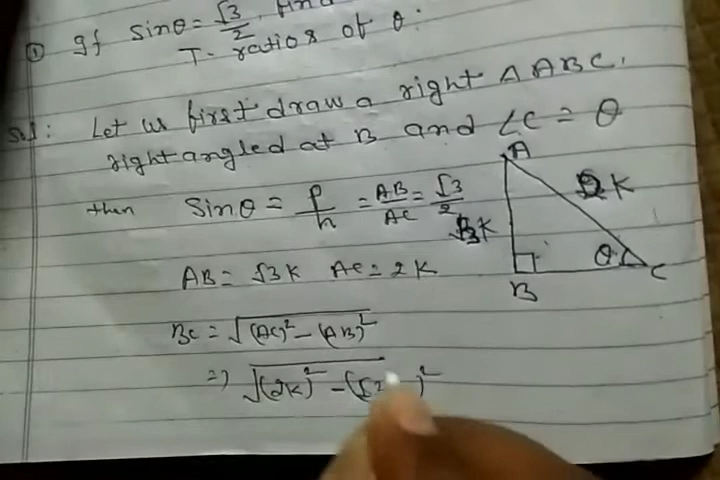 ① If sinθ = √3/2, find
T-ratios of θ.
Sol: Let us first draw a right Δ ABC,
right angled at B and ∠C = θ
then sinθ = p/h = AB/AC = √3/2
AB = √3K AC = 2K
BC = √(AC)² - (AB)²
=) √(2K)² - (√3 )²
A
2K
√3K
θ
B
C